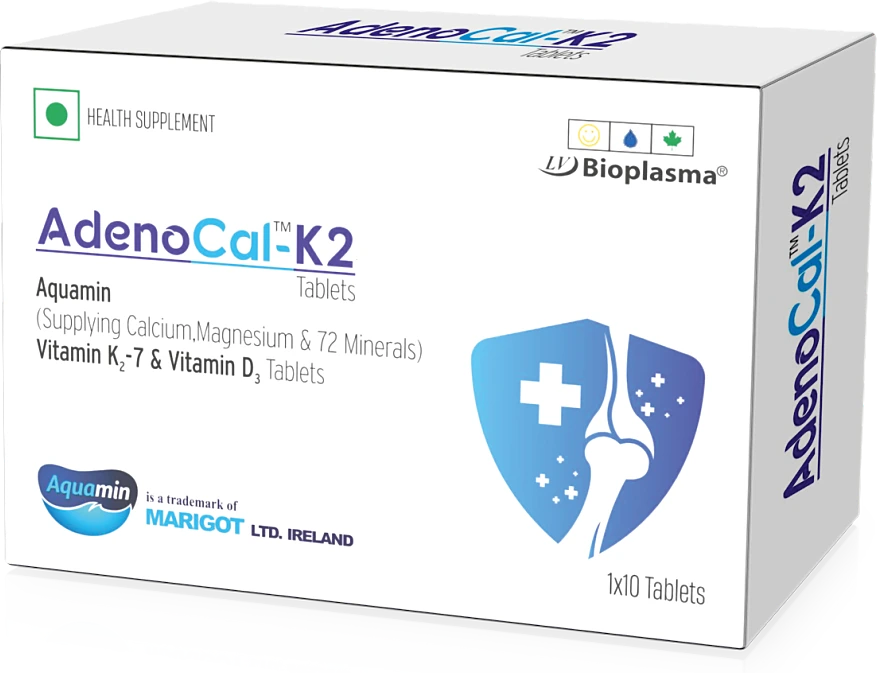 AdenoCal™-K2
Tablets
HEALTH SUPPLEMENT
LV Bioplasma®
AdenoCal™-K2
Tablets
Aquamin
(Supplying Calcium,Magnesium & 72 Minerals)
Vitamin K₂-7 & Vitamin D₃ Tablets
Aquamin
is a trademark of
MARIGOT LTD. IRELAND
1x10 Tablets
AdenoCal™-K2
Tablets